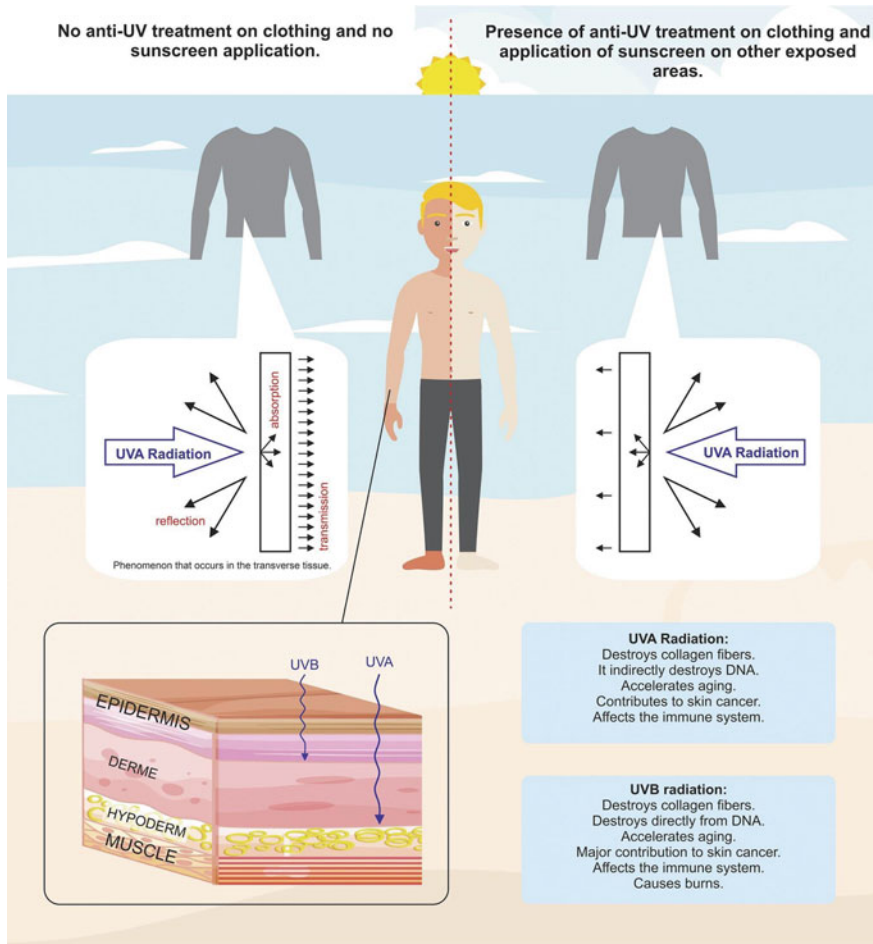 No anti-UV treatment on clothing and no
sunscreen application.
Presence of anti-UV treatment on clothing and
application of sunscreen on other exposed
areas.
absorption
UVA Radiation
reflection
transmission
Phenomenon that occurs in the transverse tissue.
UVA Radiation
UVB
UVA
EPIDERMIS
DERME
HYPODERM
MUSCLE
UVA Radiation:
Destroys collagen fibers.
It indirectly destroys DNA.
Accelerates aging.
Contributes to skin cancer.
Affects the immune system.
UVB radiation:
Destroys collagen fibers.
Destroys directly from DNA.
Accelerates aging.
Major contribution to skin cancer.
Affects the immune system.
Causes burns.